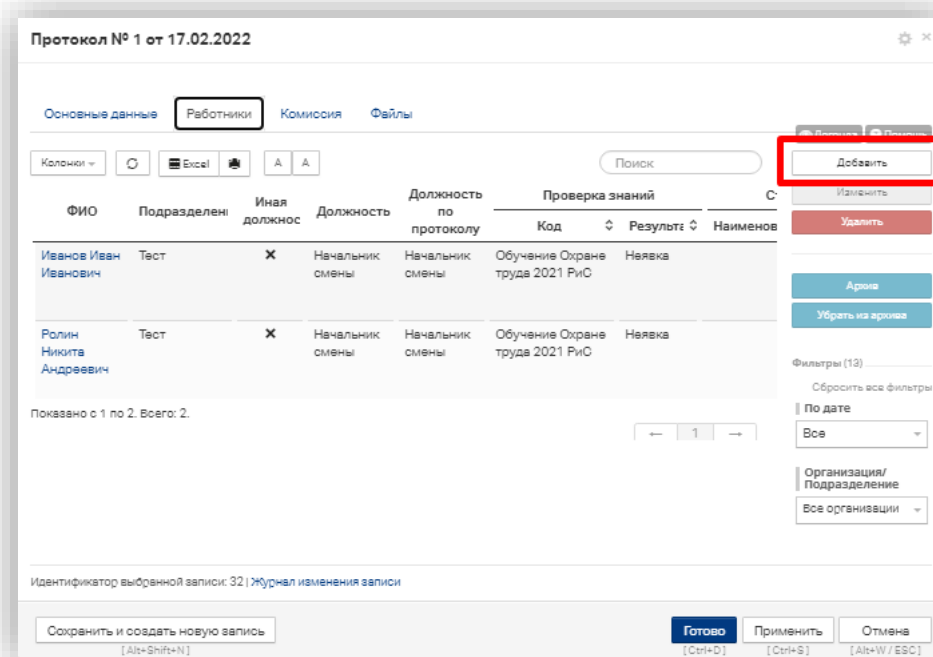 Протокол № 1 от 17.02.2022
Основные данные Работники Комиссия Файлы
Легенда Помощь
Колонки Excel A A Поиск Добавить
Изменить
Удалить
ФИО Подразделени Иная должнос Должность Должность по протоколу Проверка знаний Ст
Код Результа Наименов
Иванов Иван Тест Начальник Начальник Обучение Охране Неявка
Иванович смены смены труда 2021 РиС
Архив
Убрать из архива
Ролин Тест Начальник Начальник Обучение Охране Неявка
Никита смены смены труда 2021 РиС
Андреевич
Фильтры (13)
Сбросить все фильтры
Показано с 1 по 2. Всего: 2.
По дате
← 1 → Все
Организация/
Подразделение
Все организации
Идентификатор выбранной записи: 32 | Журнал изменения записи
Сохранить и создать новую запись Готово Применить Отмена
[Alt+Shift+N] [Ctrl+D] [Ctrl+S] [Alt+W / ESC]